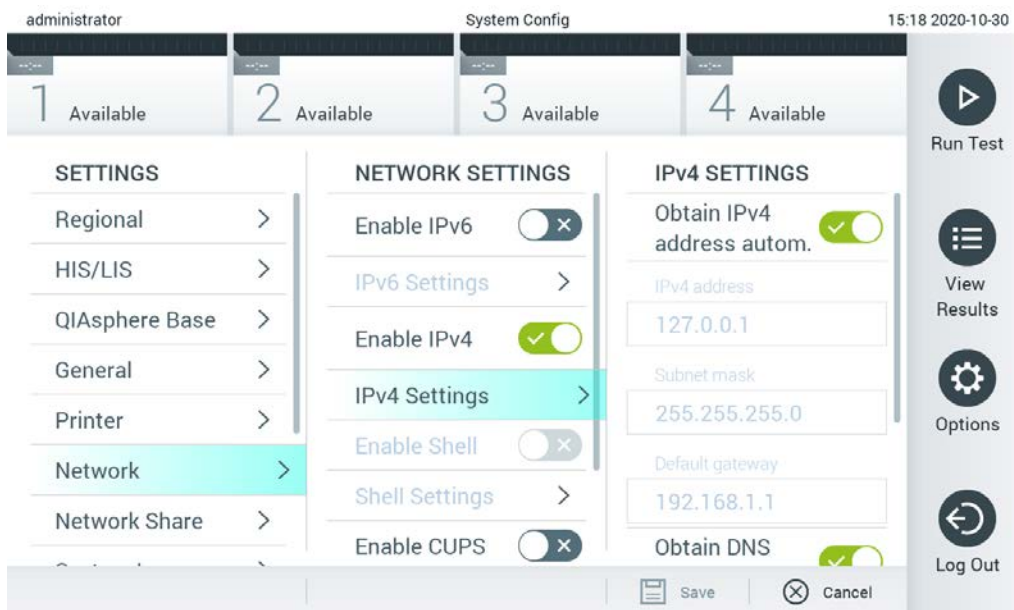 administrator
System Config
15:18 2020-10-30
--:--
--:--
--:--
--:--
1 Available
2 Available
3 Available
4 Available
Run Test
View
Results
Options
Log Out
SETTINGS
Regional
HIS/LIS
QIAsphere Base
General
Printer
Network
Network Share
NETWORK SETTINGS
Enable IPv6
IPv6 Settings
Enable IPv4
IPv4 Settings
Enable Shell
Shell Settings
Enable CUPS
IPv4 SETTINGS
Obtain IPv4
address autom.
IPv4 address
127.0.0.1
Subnet mask
255.255.255.0
Default gateway
192.168.1.1
Obtain DNS
Save
Cancel